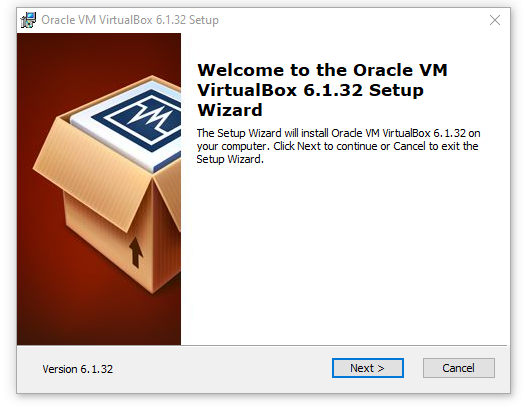 Oracle VM VirtualBox 6.1.32 Setup
Welcome to the Oracle VM
VirtualBox 6.1.32 Setup
Wizard
The Setup Wizard will install Oracle VM VirtualBox 6.1.32 on
your computer. Click Next to continue or Cancel to exit the
Setup Wizard.
Version 6.1.32
Next >
Cancel